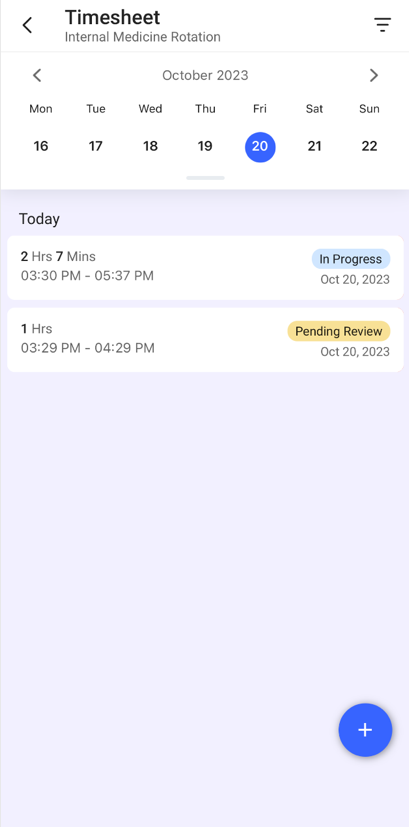 Timesheet
Internal Medicine Rotation
October 2023
Mon Tue Wed Thu Fri Sat Sun
16 17 18 19 20 21 22
Today
2 Hrs 7 Mins In Progress
03:30 PM - 05:37 PM Oct 20, 2023
1 Hrs Pending Review
03:29 PM - 04:29 PM Oct 20, 2023